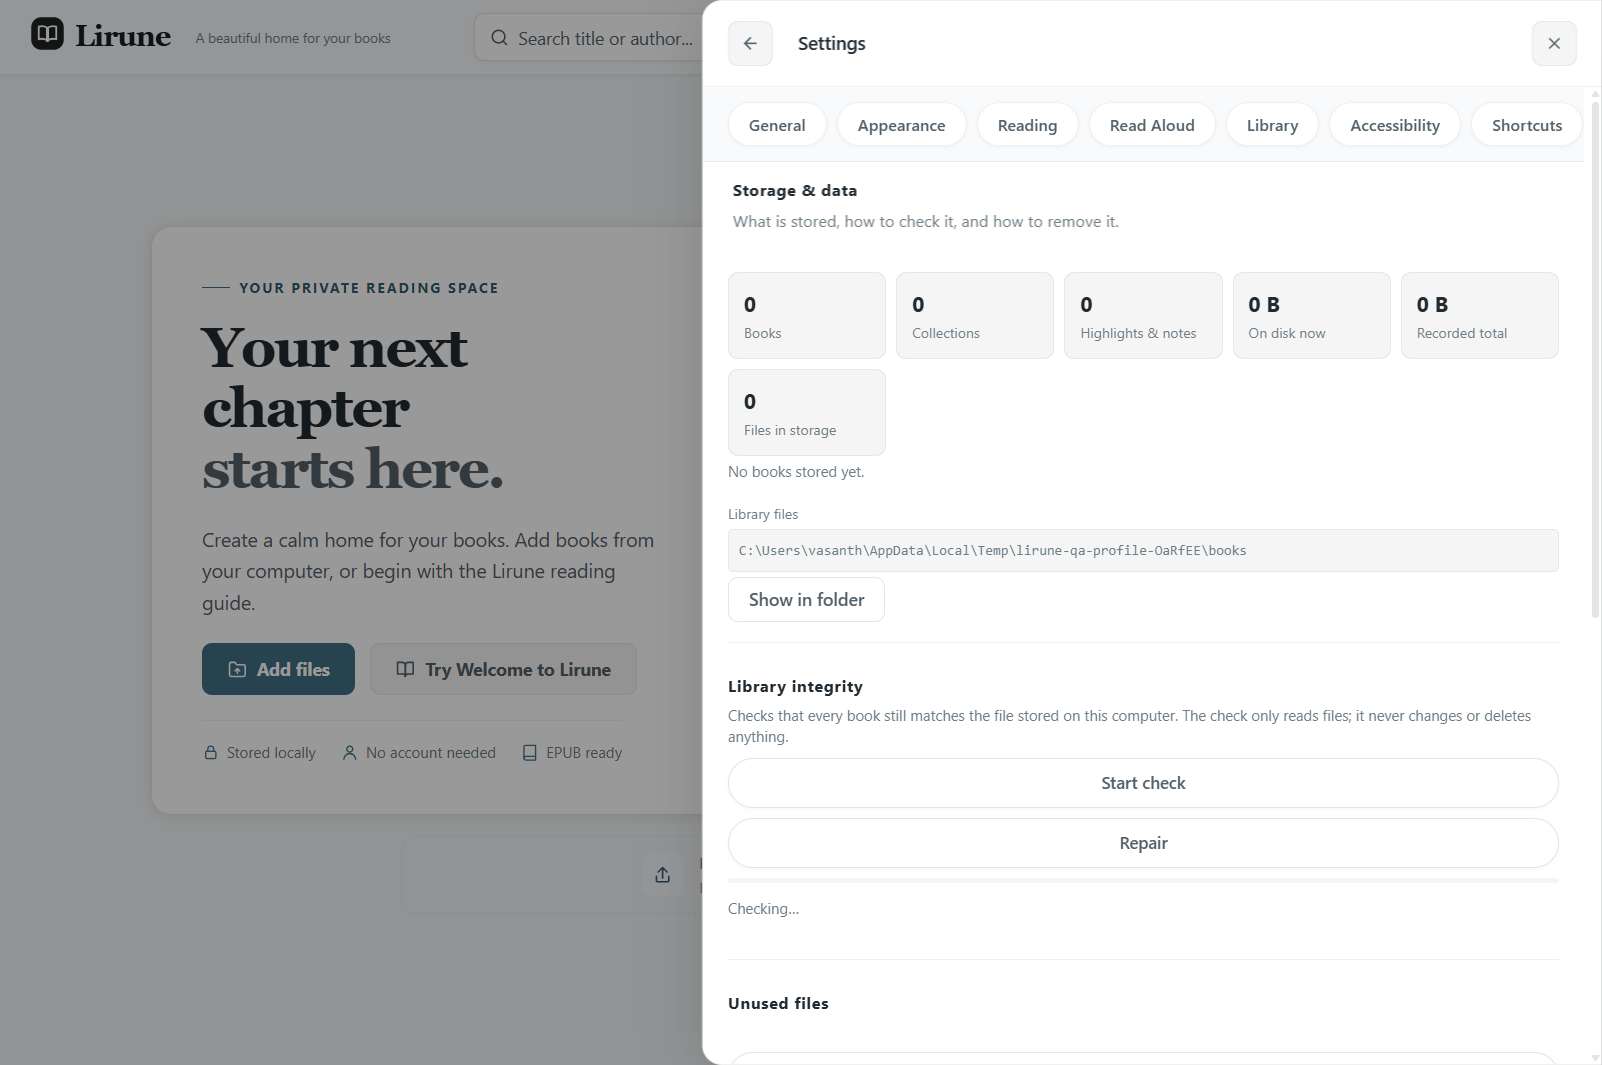 Lirune
A beautiful home for your books
Search title or author...
YOUR PRIVATE READING SPACE
Your next
chapter
starts here.
Create a calm home for your books. Add books from
your computer, or begin with the Lirune reading
guide.
Add files
Try Welcome to Lirune
Stored locally
No account needed
EPUB ready
Settings
General
Appearance
Reading
Read Aloud
Library
Accessibility
Shortcuts
Storage & data
What is stored, how to check it, and how to remove it.
0
Books
0
Collections
0
Highlights & notes
0 B
On disk now
0 B
Recorded total
0
Files in storage
No books stored yet.
Library files
C:\Users\vasanth\AppData\Local\Temp\lirune-qa-profile-OaRfEE\books
Show in folder
Library integrity
Checks that every book still matches the file stored on this computer. The check only reads files; it never changes or deletes
anything.
Start check
Repair
Checking...
Unused files